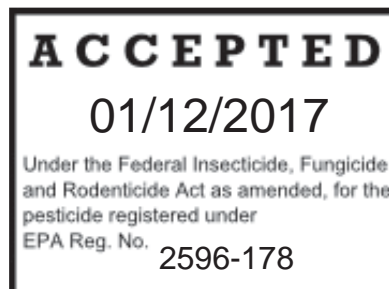 ACCEPTED
01/12/2017
Under the Federal Insecticide, Fungicide
and Rodenticide Act as amended, for the
pesticide registered under
EPA Reg. No. 2596-178